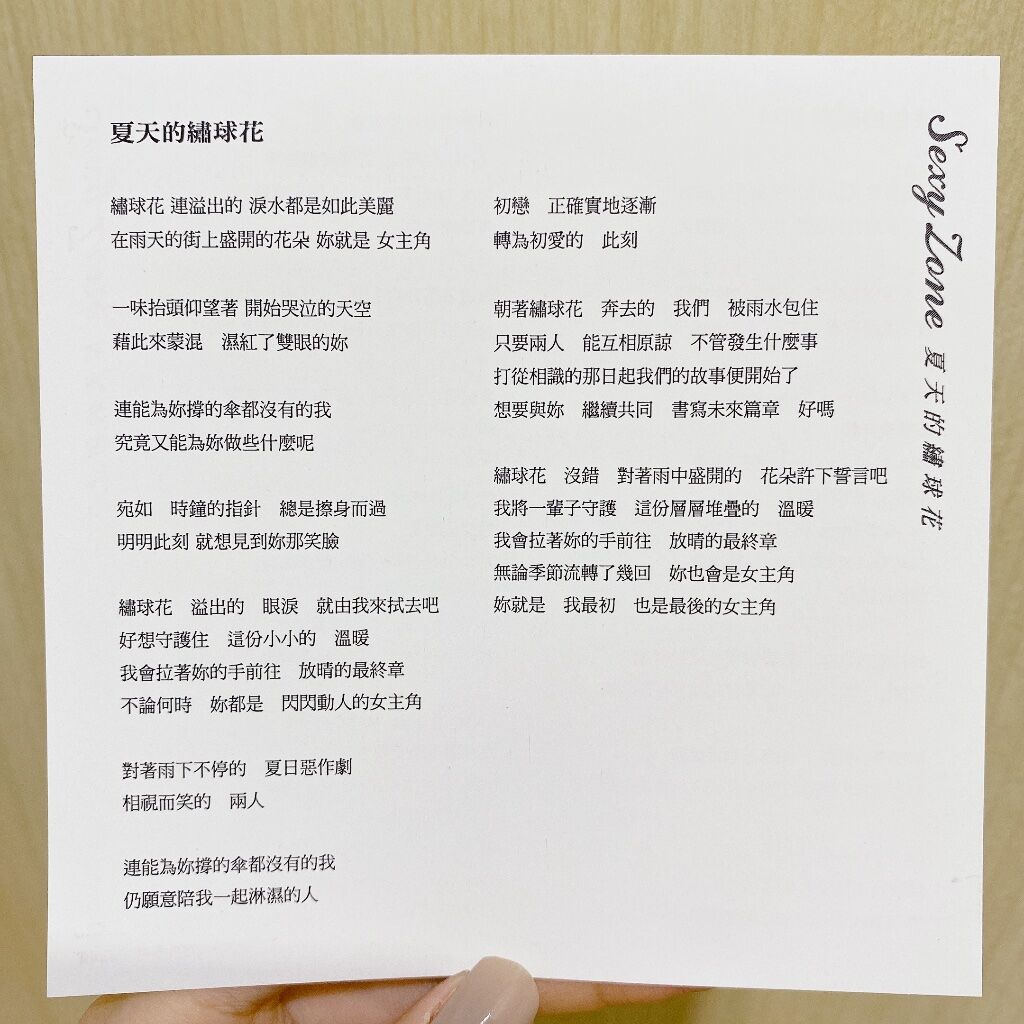 夏天的繡球花
繡球花 連溢出的 淚水都是如此美麗
在雨天的街上盛開的花朵 妳就是 女主角
一味抬頭仰望著 開始哭泣的天空
藉此來蒙混　濕紅了雙眼的妳
連能為妳撐的傘都沒有的我
究竟又能為妳做些什麼呢
宛如　時鐘的指針　總是擦身而過
明明此刻 就想見到妳那笑臉
繡球花　溢出的　眼淚　就由我來拭去吧
好想守護住　這份小小的　溫暖
我會拉著妳的手前往　放晴的最終章
不論何時　妳都是　閃閃動人的女主角
對著雨下不停的　夏日惡作劇
相視而笑的　兩人
連能為妳撐的傘都沒有的我
仍願意陪我一起淋濕的人
初戀　正確實地逐漸
轉為初愛的　此刻
朝著繡球花　奔去的　我們　被雨水包住
只要兩人　能互相原諒　不管發生什麼事
打從相識的那日起我們的故事便開始了
想要與妳　繼續共同　書寫未來篇章　好嗎
繡球花　沒錯　對著雨中盛開的　花朵許下誓言吧
我將一輩子守護　這份層層堆疊的　溫暖
我會拉著妳的手前往　放晴的最終章
無論季節流轉了幾回　妳也會是女主角
妳就是　我最初　也是最後的女主角
Sexy Zone 夏天的繡球花